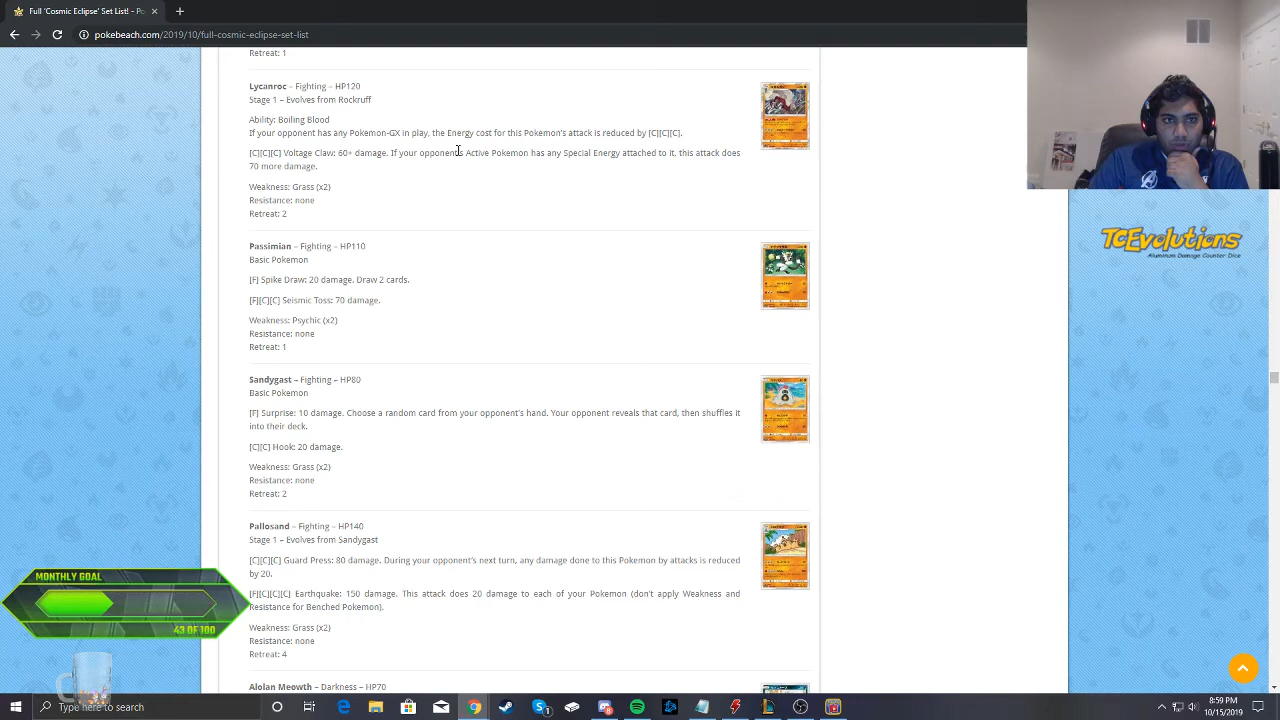 Full 'Cosmic Eclipse' Set List! - Po
pokebeach.com/2019/10/full-cosmic-eclipse-set-list
Retreat: 1
Lycanroc – Fighting – HP120
Stage 1 – Evolves from Rockruff
Ability: Boiling Blood
If your opponent has any Pokemon-GX in play, the Energy cost of this Pokemon's attack is reduced by [C][C][C].
[C][C][C] Voltage If your opponent's Active any Special Energy attached to it, this attack does
70 more damage.
Weakness: Grass (x2)
Resistance: none
Retreat: 2
Passimian – Fighting – HP110
Basic Pokemon
[F] Spike Draw: 20 damage. Draw 2 cards.
[F][C][C] Seismic Toss: 70 damage.
Weakness: Psychic (x2)
Resistance: none
Retreat: 1
Sandygast – Fighting – HP80
Basic Pokemon
[F] Surprise: 10 damage. Choose a random card from your opponent's hand. Your opponent reveals that card, then shuffles it
into their deck.
[C][C] Hook: 20 damage.
Weakness: Grass (x2)
Resistance: none
Retreat: 2
Palossand – Fighting – HP140
Stage 1 – Evolves from Sandygast
[C][C][C] Guard Press: damage. During your opponent's next turn, any damage done to this Pokemon by attacks is reduced
by 20.
damage. This attack does 20 damage to each of your Pokemon (don't apply Weakness and
Resistance for Benched Pokemon).
Weakness: Grass (x2)
Resistance: none
Retreat: 4
Alolan Meowth – Darkness – HP70
TCEvolutions
Aluminum Damage Counter Dice
MONTHLY GOAL
43 OF 100
Type here to search
8:59 PM
10/15/2019